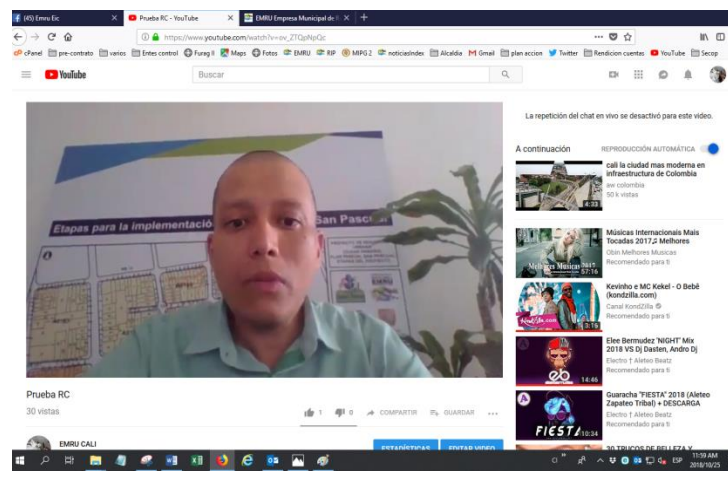 (45) Emru Eic
Prueba RC - YouTube
EMRU Empresa Municipal de R
https://www.youtube.com/watch?v=ov_ZTQpNpQc
cPanel pre-contrato varios Entes control Furag II Maps Fotos EMRU RIP MIPG 2 noticiasIndes Alcaldia Gmail plan accion Twitter Rendicion cuentas YouTube Secop
YouTube
Buscar
La repetición del chat en vivo se desactivó para este video.
A continuación
REPRODUCCIÓN AUTOMÁTICA
cali la ciudad mas moderna en
infraestructura de Colombia
aw colombia
50 k vistas
4:33
Músicas Internacionais Mais
Tocadas 2017 Melhores
Obin Melhores Musicas
Recomendado para ti
Melhores Músicas 2017
57:16
Kevinho e MC Kekel - O Bebê
(kondzilla.com)
Canal KondZilla
Recomendado para ti
3:16
Elee Bermudez 'NIGHT' Mix
2018 VS Dj Dasten, Andro Dj
Electro † Aleteo Beatz
Recomendado para ti
eb
14:46
Guaracha "FIESTA" 2018 (Aleteo
Zapateo Tribal) + DESCARGA
Electro † Aleteo Beatz
Recomendado para ti
FIESTA
10:34
30 TRUCOS DE BELLEZA Y
Etapas para la implementació
San Pascual
EMRU
Prueba RC
30 vistas
1 0 COMPARTIR GUARDAR
EMRU CALI
ESTADÍSTICAS EDITAR VIDEO
ESP
11:59 AM
2018/10/25